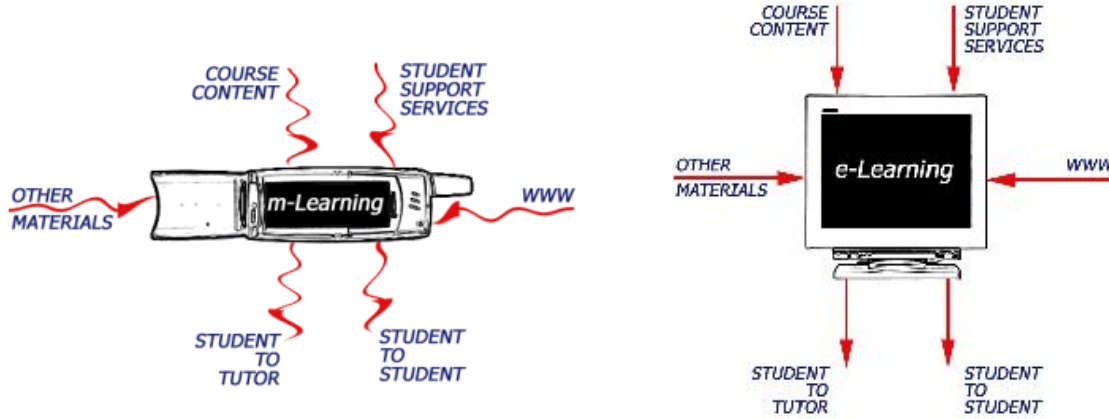 COURSE
CONTENT
STUDENT
SUPPORT
SERVICES
OTHER
MATERIALS
m-Learning
WWW
STUDENT
TO
TUTOR
STUDENT
TO
STUDENT
COURSE
CONTENT
STUDENT
SUPPORT
SERVICES
OTHER
MATERIALS
e-Learning
WWW
STUDENT
TO
TUTOR
STUDENT
TO
STUDENT